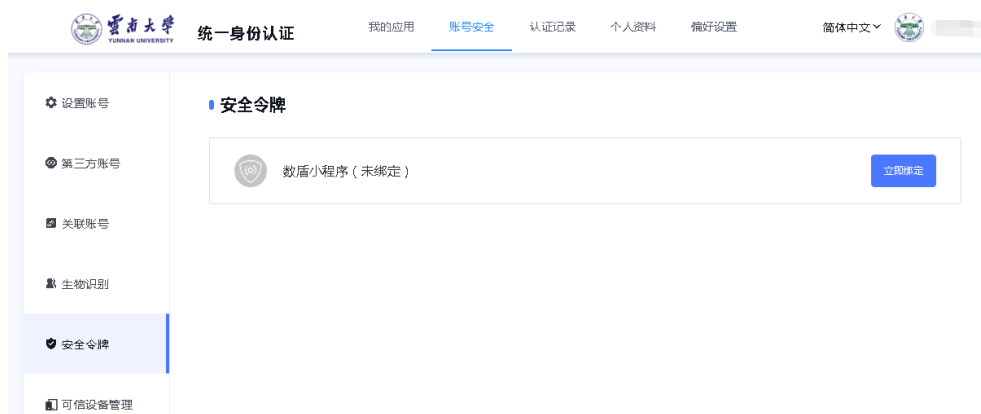 雲南大學
YUNNAN UNIVERSITY
统一身份认证
我的应用
账号安全
认证记录
个人资料
偏好设置
简体中文
设置账号
安全令牌
第三方账号
数盾小程序 ( 未绑定 )
立即绑定
关联账号
生物识别
安全令牌
可信设备管理